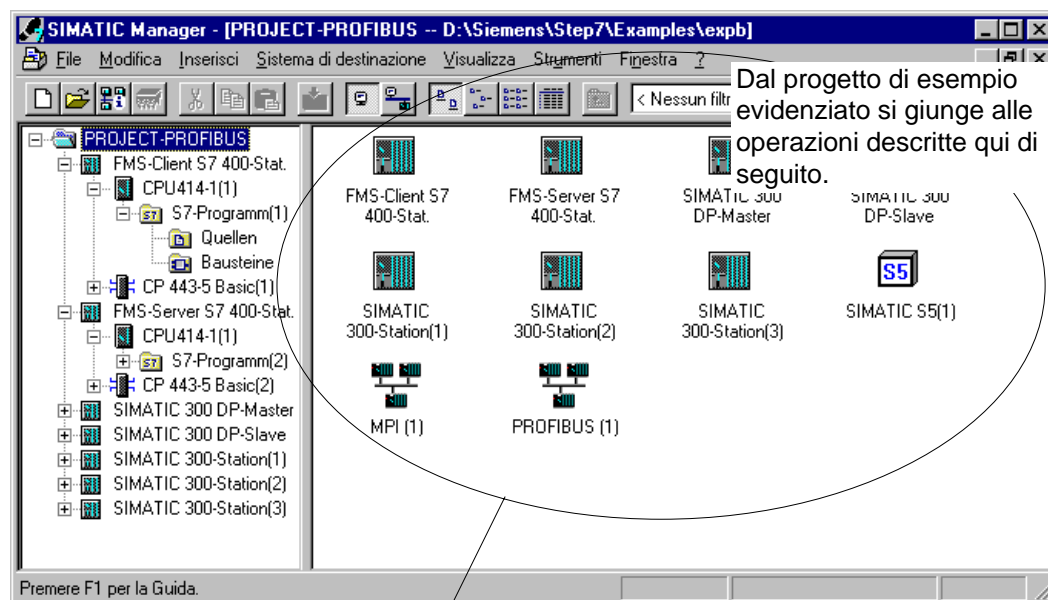 SIMATIC Manager - [PROJECT-PROFIBUS -- D:\Siemens\Step7\Examples\expb]
File Modifica Inserisci Sistema di destinazione Visualizza Strumenti Finestra ?
< Nessun filtr
Dal progetto di esempio
evidenziato si giunge alle
operazioni descritte qui di
seguito.
PROJECT-PROFIBUS
FMS-Client S7 400-Stat.
CPU414-1(1)
S7-Programm(1)
Quellen
Bausteine
CP 443-5 Basic(1)
FMS-Server S7 400-Stat.
CPU414-1(1)
S7-Programm(2)
CP 443-5 Basic(2)
SIMATIC 300 DP-Master
SIMATIC 300 DP-Slave
SIMATIC 300-Station(1)
SIMATIC 300-Station(2)
SIMATIC 300-Station(3)
FMS-Client S7
400-Stat.
FMS-Server S7
400-Stat.
SIMATIC 300
DP-Master
SIMATIC 300
DP-Slave
SIMATIC
300-Station(1)
SIMATIC
300-Station(2)
SIMATIC
300-Station(3)
S5
SIMATIC S5(1)
MPI (1)
PROFIBUS (1)
Premere F1 per la Guida.